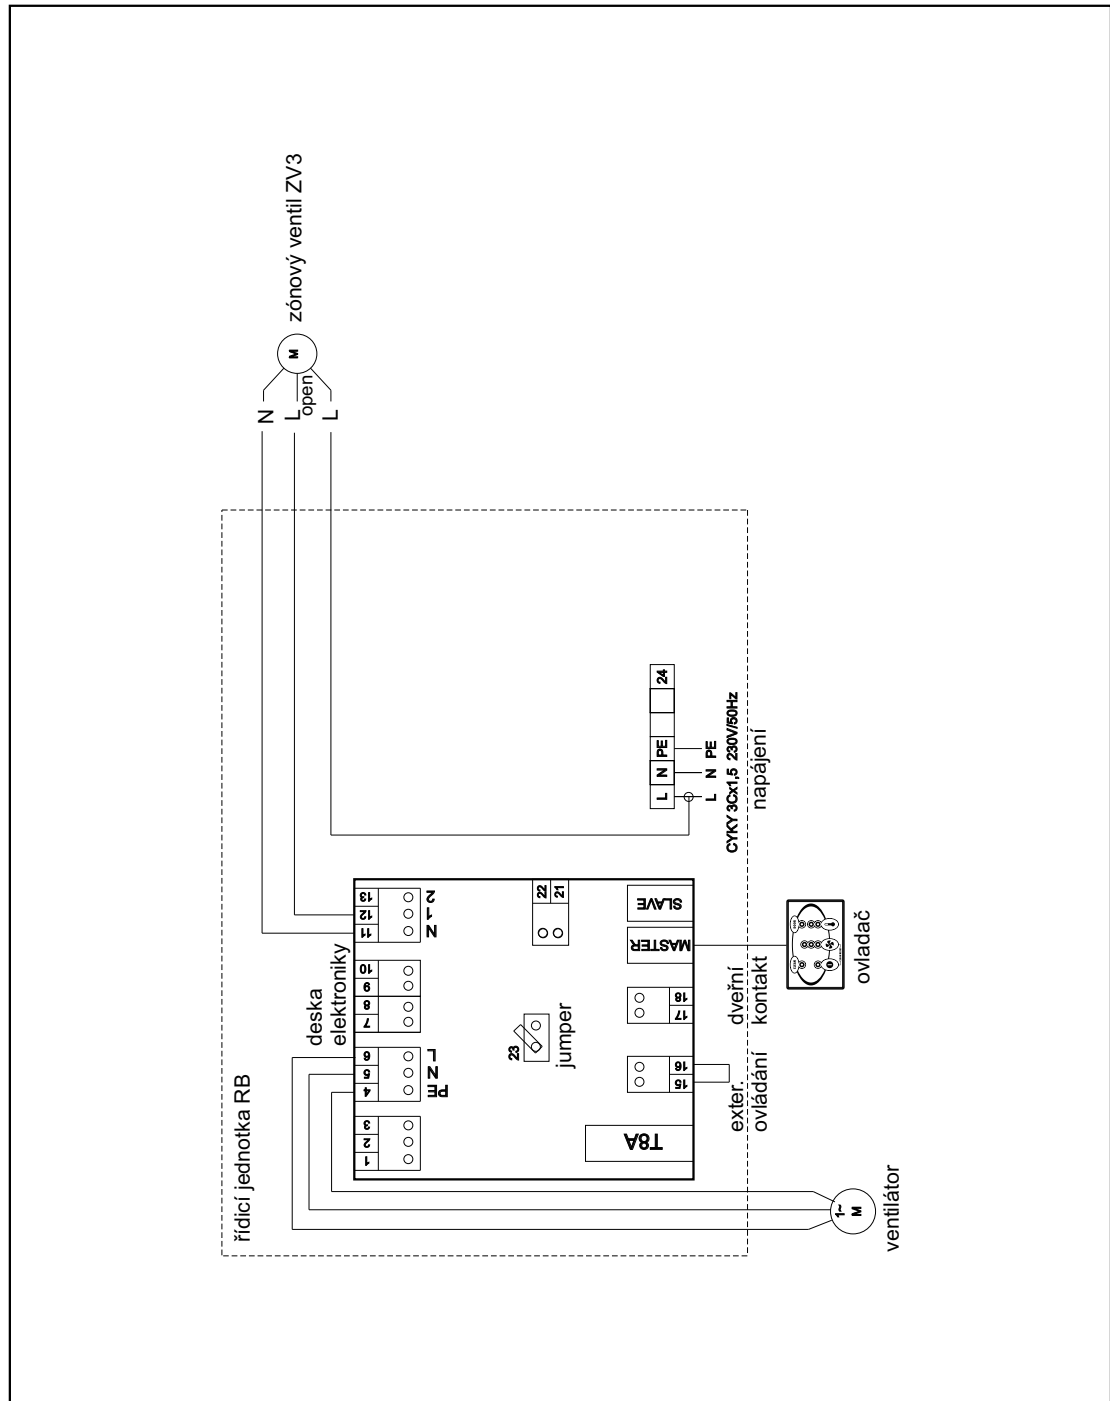 zónový ventil ZV3
M
N
L
open
L
řídicí jednotka RB
deska
elektroniky
13
12
11
2
1
N
10
9
8
7
6
5
4
L
N
PE
3
2
1
22
21
SLAVE
MASTER
23
jumper
18
17
16
15
T8A
24
PE
N
L
L N PE
CYKY 3Cx1,5 230V/50Hz
napájení
dveřní
kontakt
exter.
ovládání
ovladač
1~
M
ventilátor